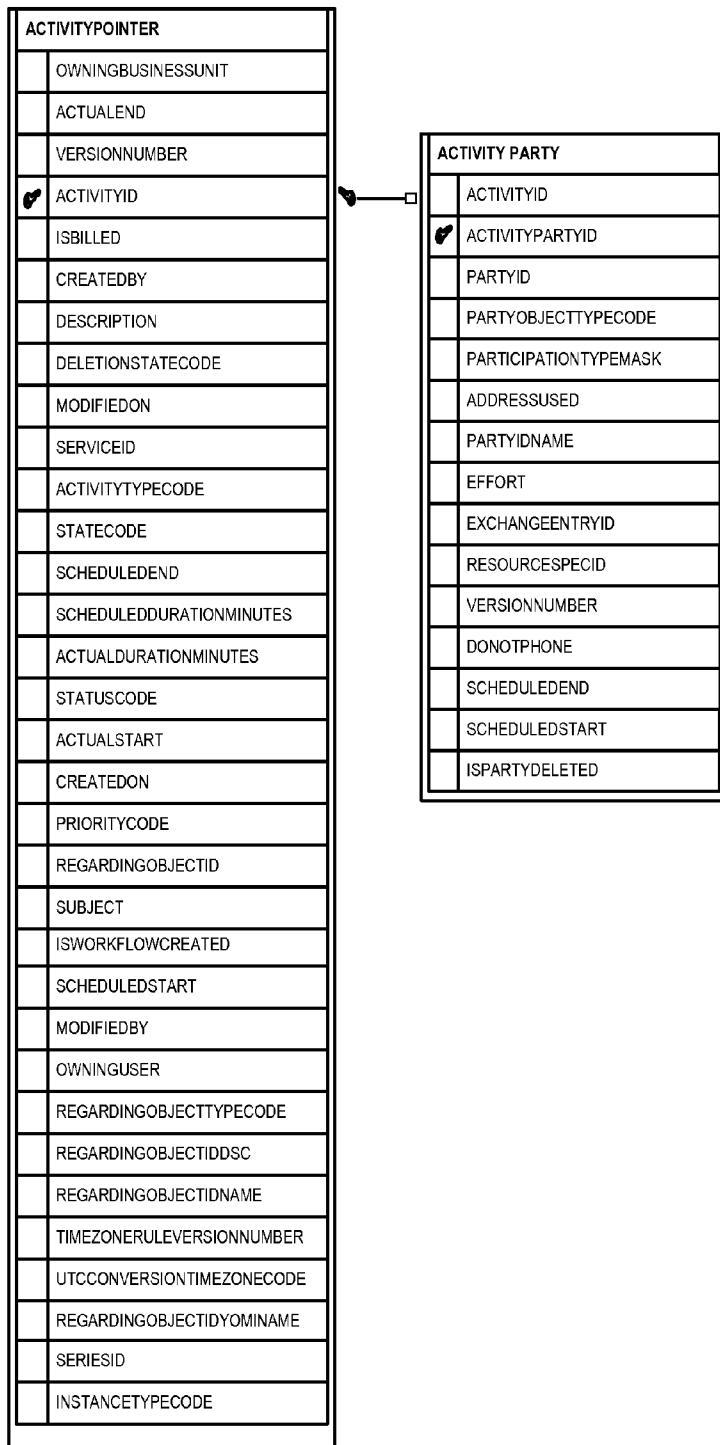 ACTIVITYPOINTER
OWNINGBUSINESSUNIT
ACTUALEND
VERSIONNUMBER
ACTIVITYID
ISBILLED
CREATEDBY
DESCRIPTION
DELETIONSTATECODE
MODIFIEDON
SERVICEID
ACTIVITYTYPECODE
STATECODE
SCHEDULEDEND
SCHEDULEDDURATIONMINUTES
ACTUALDURATIONMINUTES
STATUSCODE
ACTUALSTART
CREATEDON
PRIORITYCODE
REGARDINGOBJECTID
SUBJECT
ISWORKFLOWCREATED
SCHEDULEDSTART
MODIFIEDBY
OWNINGUSER
REGARDINGOBJECTTYPECODE
REGARDINGOBJECTIDDSC
REGARDINGOBJECTIDNAME
TIMEZONERULEVERSIONNUMBER
UTCCONVERSIONTIMEZONECODE
REGARDINGOBJECTIDYOMINAME
SERIESID
INSTANCETYPECODE
ACTIVITY PARTY
ACTIVITYID
ACTIVITYPARTYID
PARTYID
PARTYOBJECTTYPECODE
PARTICIPATIONTYPEMASK
ADDRESSUSED
PARTYIDNAME
EFFORT
EXCHANGEENTRYID
RESOURCESPECID
VERSIONNUMBER
DONOTPHONE
SCHEDULEDEND
SCHEDULEDSTART
ISPARTYDELETED